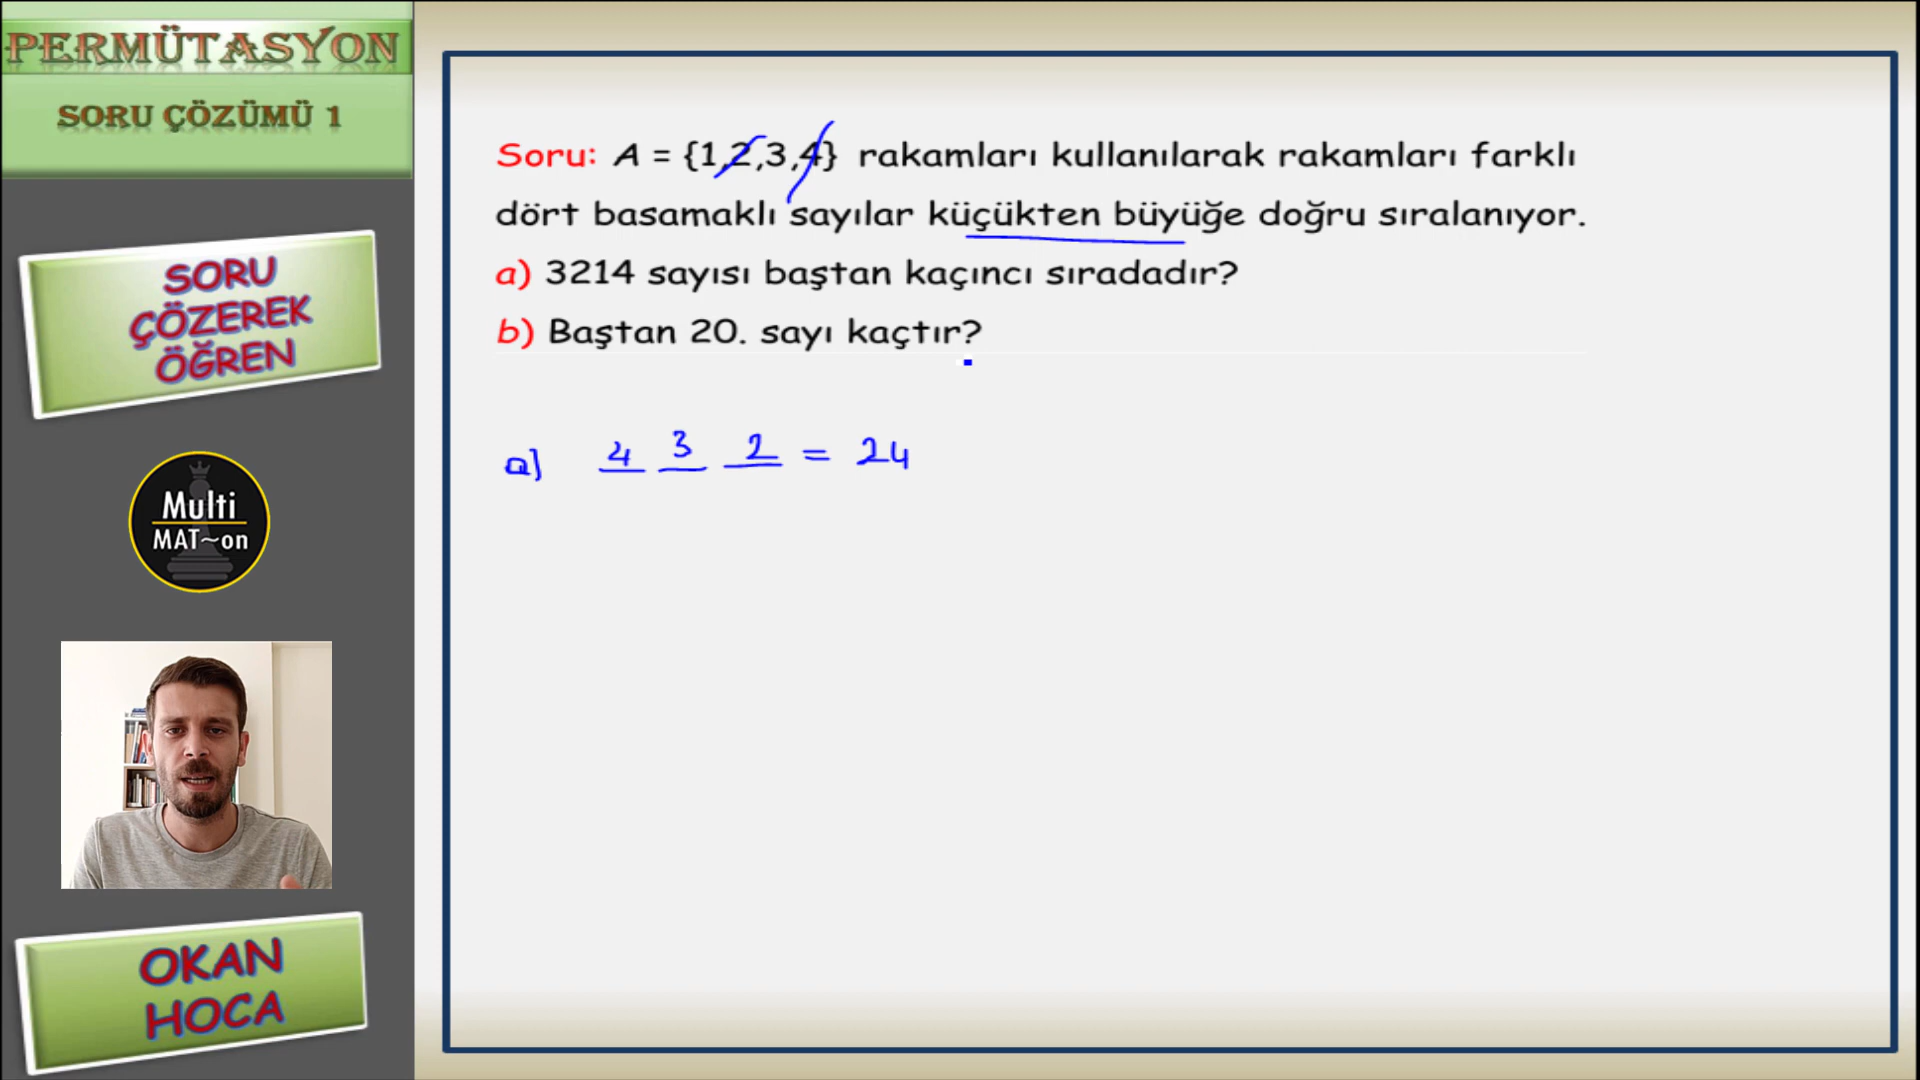 PERMÜTASYON
SORU ÇÖZÜMÜ 1
SORU
ÇÖZEREK
ÖĞREN
Multi
MAT~on
OKAN
HOCA
Soru: A = {1,2,3,4} rakamları kullanılarak rakamları farklı
dört basamaklı sayılar küçükten büyüğe doğru sıralanıyor.
a) 3214 sayısı baştan kaçıncı sıradadır?
b) Baştan 20. sayı kaçtır?
a) 4 3 2 = 24